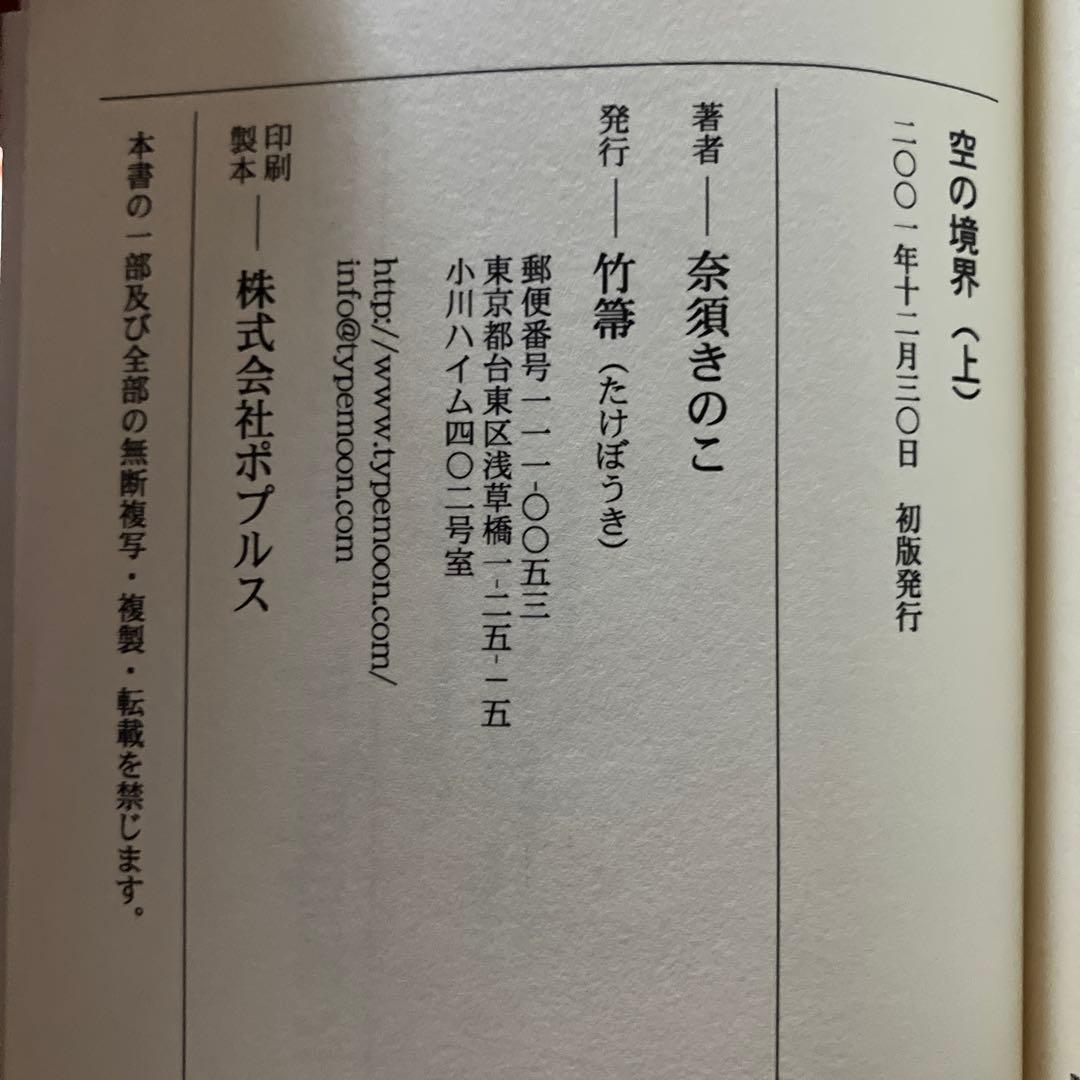 空の境界（上）
二〇〇一年十二月三〇日　初版発行
著者──奈須きのこ
発行──竹箒（たけぼうき）
郵便番号一一一-〇〇五三
東京都台東区浅草橋一-二五-一五
小川ハイム四〇二号室
http://www.typemoon.com/
info@typemoon.com
印刷
製本──株式会社ポプルス
本書の一部及び全部の無断複写・複製・転載を禁じます。